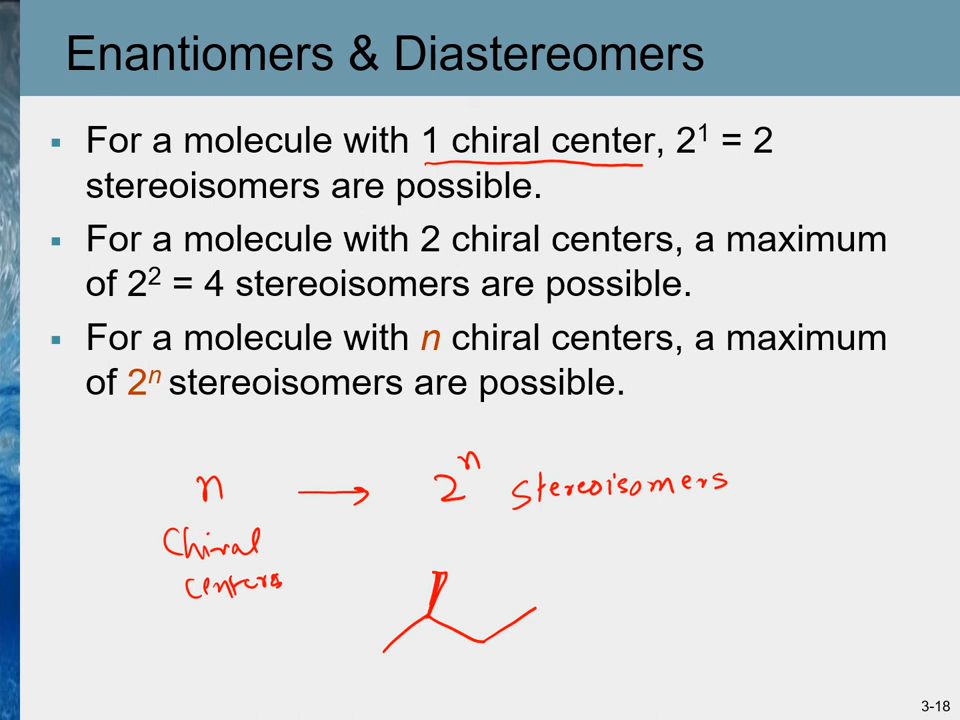 Enantiomers & Diastereomers
▪ For a molecule with 1 chiral center, 2¹ = 2
stereoisomers are possible.
▪ For a molecule with 2 chiral centers, a maximum
of 2² = 4 stereoisomers are possible.
▪ For a molecule with n chiral centers, a maximum
of 2ⁿ stereoisomers are possible.
n → 2ⁿ stereoisomers
Chiral
centers
3-18